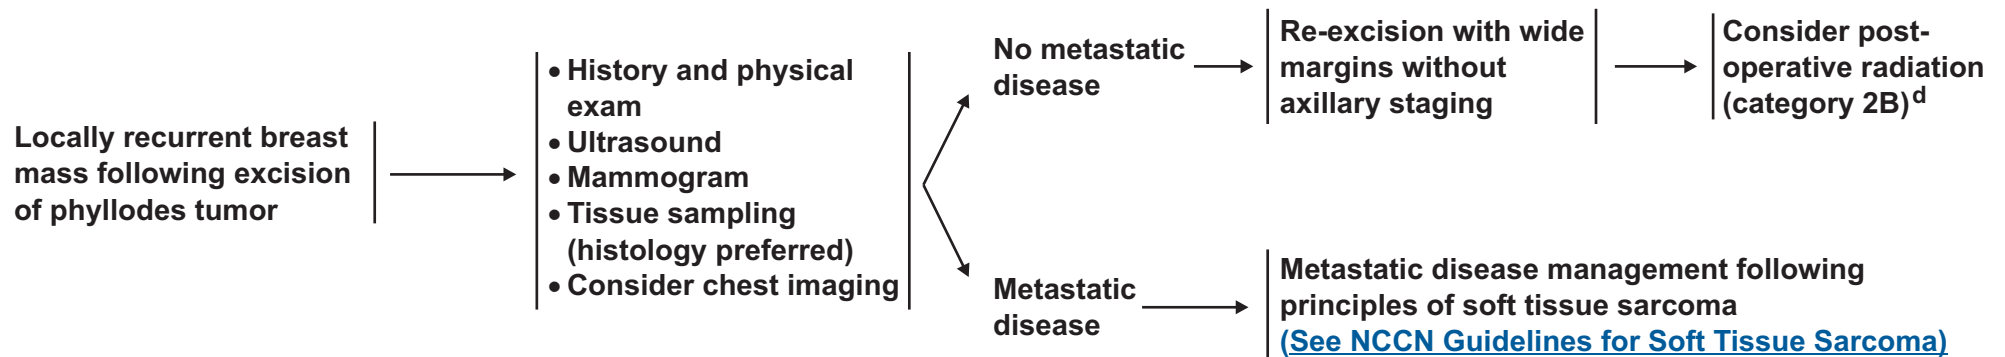 Locally recurrent breast
mass following excision
of phyllodes tumor
• History and physical
exam
• Ultrasound
• Mammogram
• Tissue sampling
(histology preferred)
• Consider chest imaging
No metastatic
disease
Re-excision with wide
margins without
axillary staging
Consider post-
operative radiation
(category 2B)d
Metastatic
disease
Metastatic disease management following
principles of soft tissue sarcoma
(See NCCN Guidelines for Soft Tissue Sarcoma)